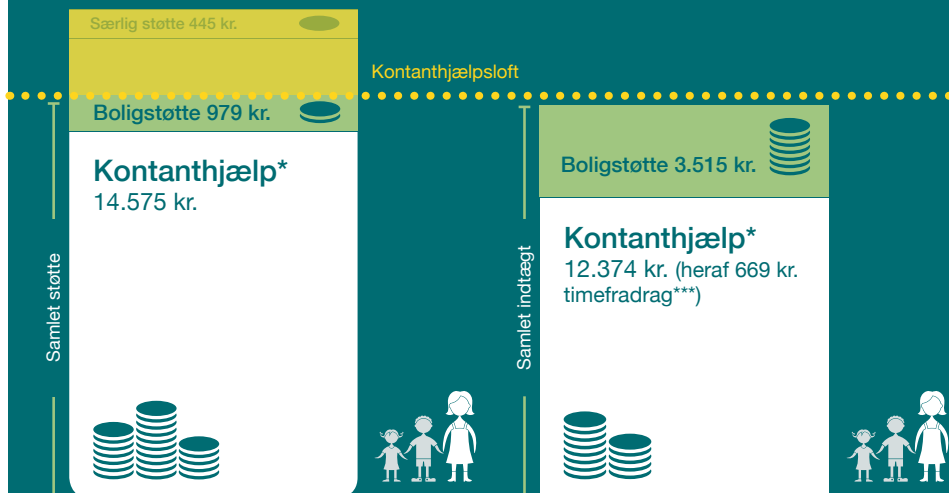 Særlig støtte 445 kr.
Kontanthjælpsloft
Boligstøtte 979 kr.
Kontanthjælp*
14.575 kr.
Samlet støtte
Boligstøtte 3.515 kr.
Kontanthjælp*
12.374 kr. (heraf 669 kr.
timefradrag***)
Samlet indtægt